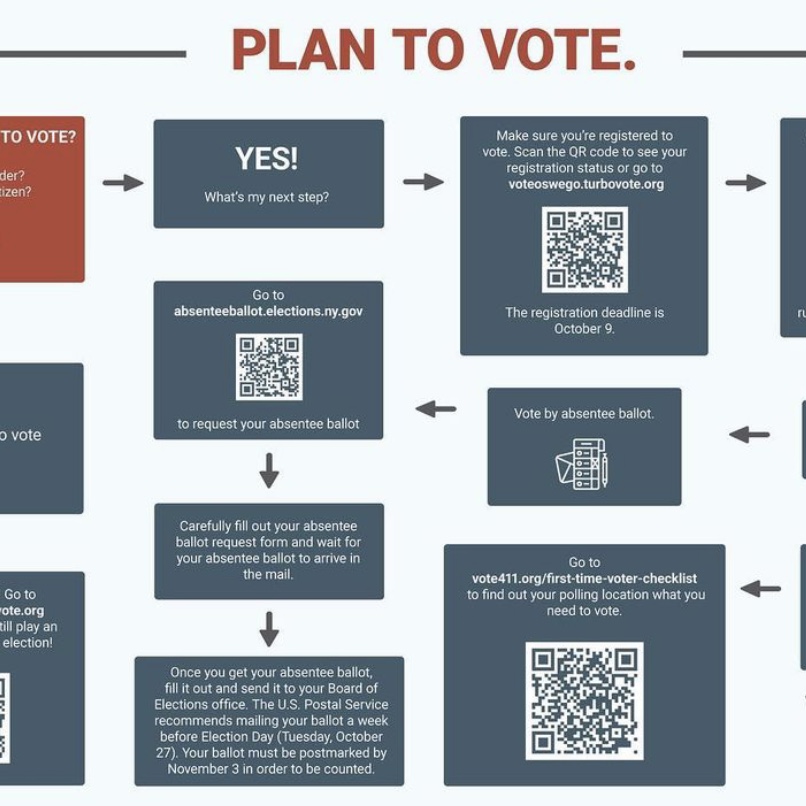 PLAN TO VOTE.
TO VOTE?
YES!
What's my next step?
Make sure you're registered to
vote. Scan the QR code to see your
registration status or go to
voteoswego.turbovote.org
The registration deadline is
October 9.
Go to
absenteeballot.elections.ny.gov
to request your absentee ballot
Vote by absentee ballot.
vote
Carefully fill out your absentee
ballot request form and wait for
your absentee ballot to arrive in
the mail.
Go to
vote411.org/first-time-voter-checklist
to find out your polling location what you
need to vote.
Go to
vote.org
still play an
election!
Once you get your absentee ballot,
fill it out and send it to your Board of
Elections office. The U.S. Postal Service
recommends mailing your ballot a week
before Election Day (Tuesday, October
27). Your ballot must be postmarked by
November 3 in order to be counted.